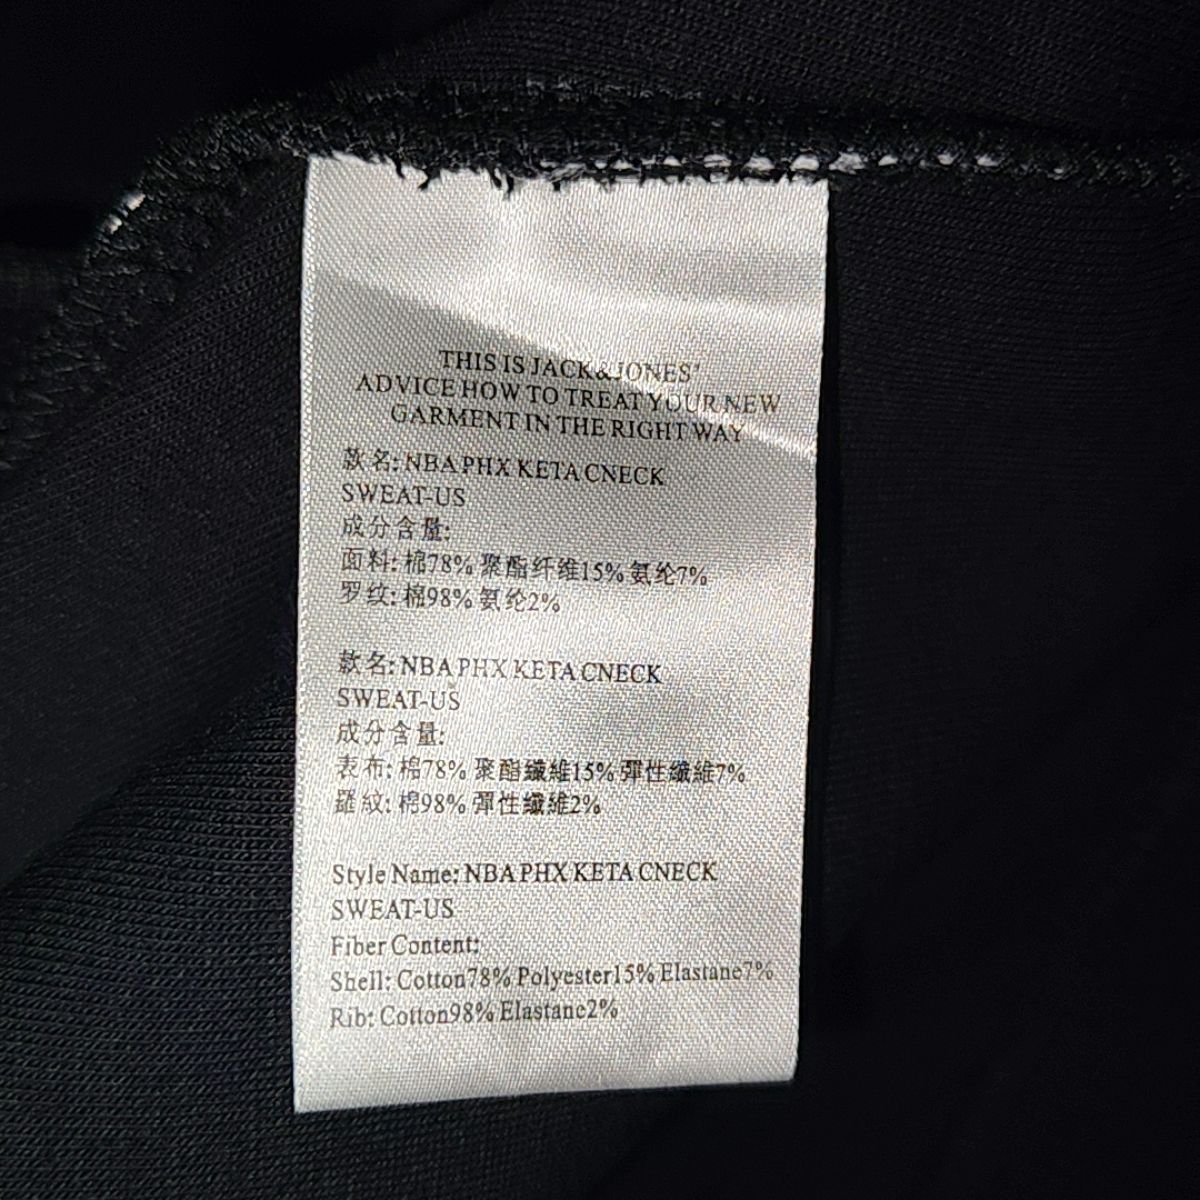 THIS IS JACK&JONES'
ADVICE HOW TO TREAT YOUR NEW
GARMENT IN THE RIGHT WAY
款名: NBA PHX KETA CNECK
SWEAT-US
成分含量:
面料: 棉78% 聚酯纤维15% 氨纶7%
罗纹: 棉98% 氨纶2%
款名: NBA PHX KETA CNECK
SWEAT-US
成分含量:
表布: 棉78% 聚酯纖維15% 彈性纖維7%
羅紋: 棉98% 彈性纖維2%
Style Name: NBA PHX KETA CNECK
SWEAT-US
Fiber Content:
Shell: Cotton78% Polyester15% Elastane7%
Rib: Cotton98% Elastane2%